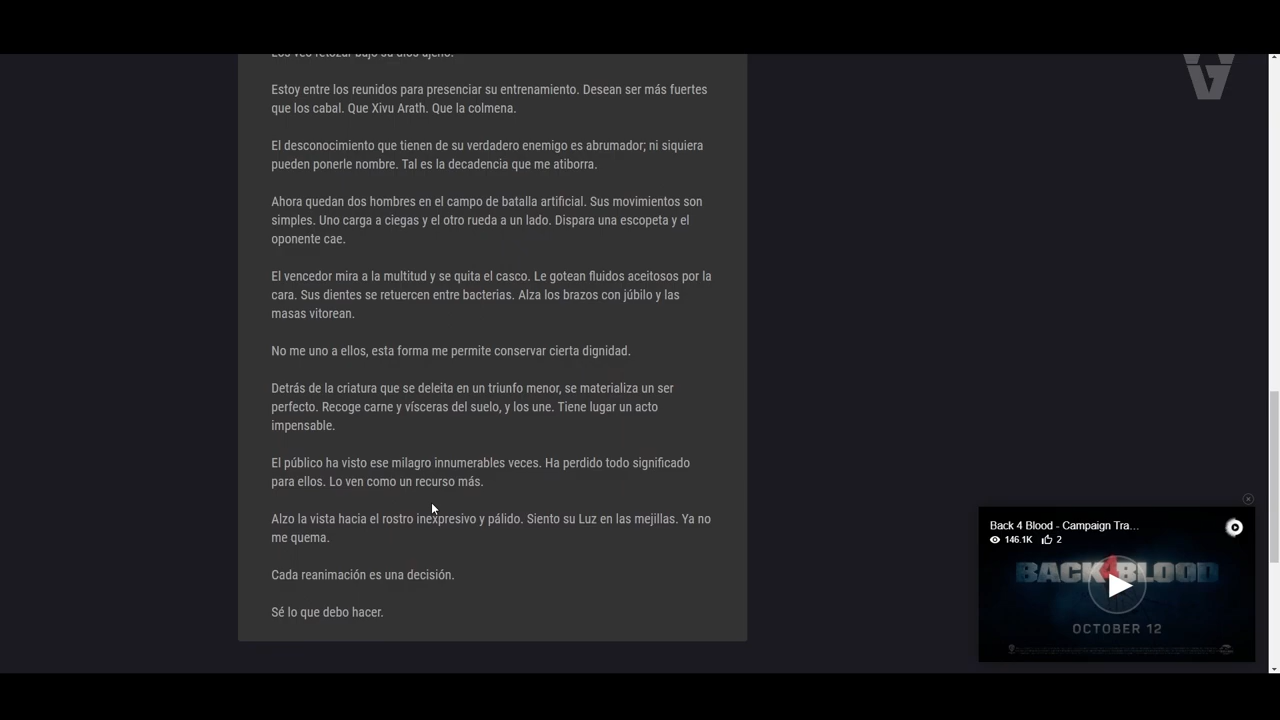 Los veo retozar bajo su dios ajeno.
Estoy entre los reunidos para presenciar su entrenamiento. Desean ser más fuertes
que los cabal. Que Xivu Arath. Que la colmena.
El desconocimiento que tienen de su verdadero enemigo es abrumador; ni siquiera
pueden ponerle nombre. Tal es la decadencia que me atiborra.
Ahora quedan dos hombres en el campo de batalla artificial. Sus movimientos son
simples. Uno carga a ciegas y el otro rueda a un lado. Dispara una escopeta y el
oponente cae.
El vencedor mira a la multitud y se quita el casco. Le gotean fluidos aceitosos por la
cara. Sus dientes se retuercen entre bacterias. Alza los brazos con júbilo y las
masas vitorean.
No me uno a ellos, esta forma me permite conservar cierta dignidad.
Detrás de la criatura que se deleita en un triunfo menor, se materializa un ser
perfecto. Recoge carne y vísceras del suelo, y los une. Tiene lugar un acto
impensable.
El público ha visto ese milagro innumerables veces. Ha perdido todo significado
para ellos. Lo ven como un recurso más.
Alzo la vista hacia el rostro inexpresivo y pálido. Siento su Luz en las mejillas. Ya no
me quema.
Cada reanimación es una decisión.
Sé lo que debo hacer.
Back 4 Blood - Campaign Tra...
146.1K 2
BACK 4 BLOOD
OCTOBER 12